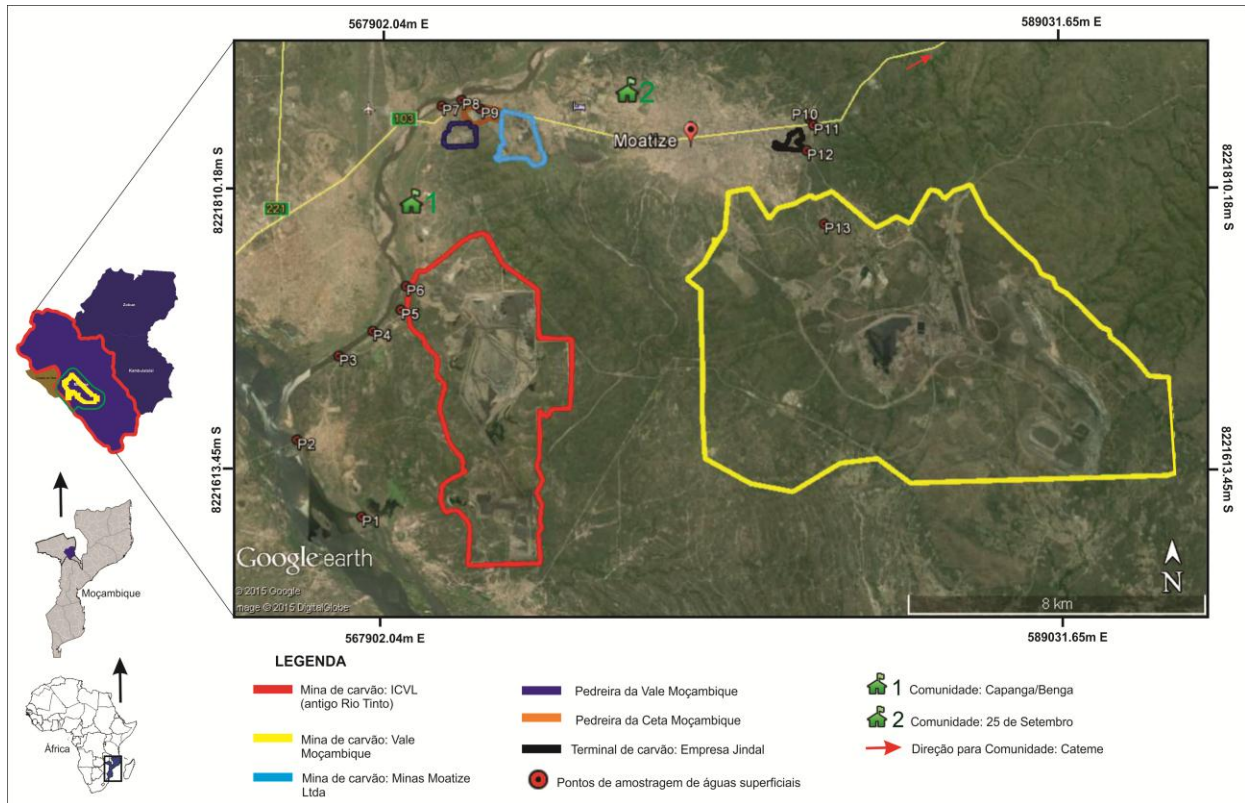 567902.04m E
589031.65m E
2
103
P7
P8
P9
Moatize
P10
P11
P12
8221810.18m S
8221810.18m S
221
1
P13
P6
P5
P4
P3
P2
8221613.45m S
8221613.45m S
P1
Google earth
© 2015 Google
Image © 2015 DigitalGlobe
N
8 km
567902.04m E
589031.65m E
Moçambique
África
LEGENDA
Mina de carvão: ICVL
(antigo Rio Tinto)
Mina de carvão: Vale
Moçambique
Mina de carvão: Minas Moatize
Ltda
Pedreira da Vale Moçambique
Pedreira da Ceta Moçambique
Terminal de carvão: Empresa Jindal
Pontos de amostragem de águas superficiais
1 Comunidade: Capanga/Benga
2 Comunidade: 25 de Setembro
Direção para Comunidade: Cateme